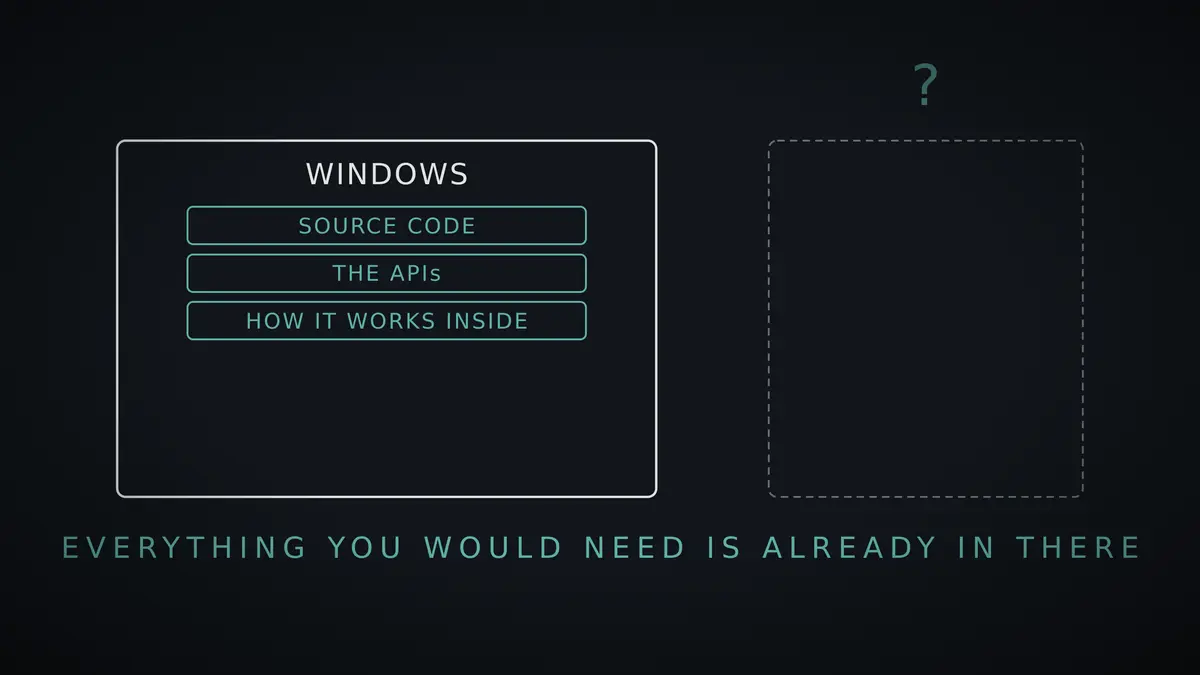 ?
WINDOWS
SOURCE CODE
THE APIs
HOW IT WORKS INSIDE
EVERYTHING YOU WOULD NEED IS ALREADY IN THERE